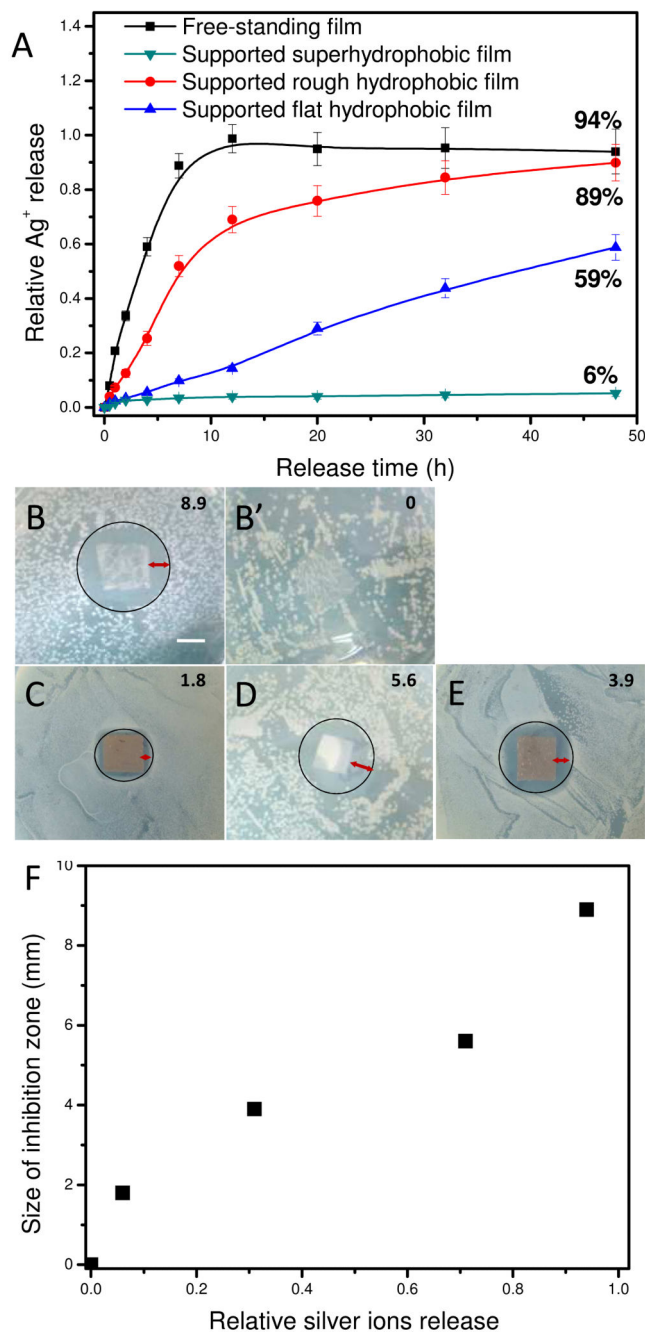 A
Free-standing film
Supported superhydrophobic film
Supported rough hydrophobic film
Supported flat hydrophobic film
94%
89%
59%
6%
Relative Ag⁺ release
1.4
1.2
1.0
0.8
0.6
0.4
0.2
0.0
0 10 20 30 40 50
Release time (h)
B 8.9
B′ 0
C 1.8
D 5.6
E 3.9
F
Size of inhibition zone (mm)
10
8
6
4
2
0
0.0 0.2 0.4 0.6 0.8 1.0
Relative silver ions release